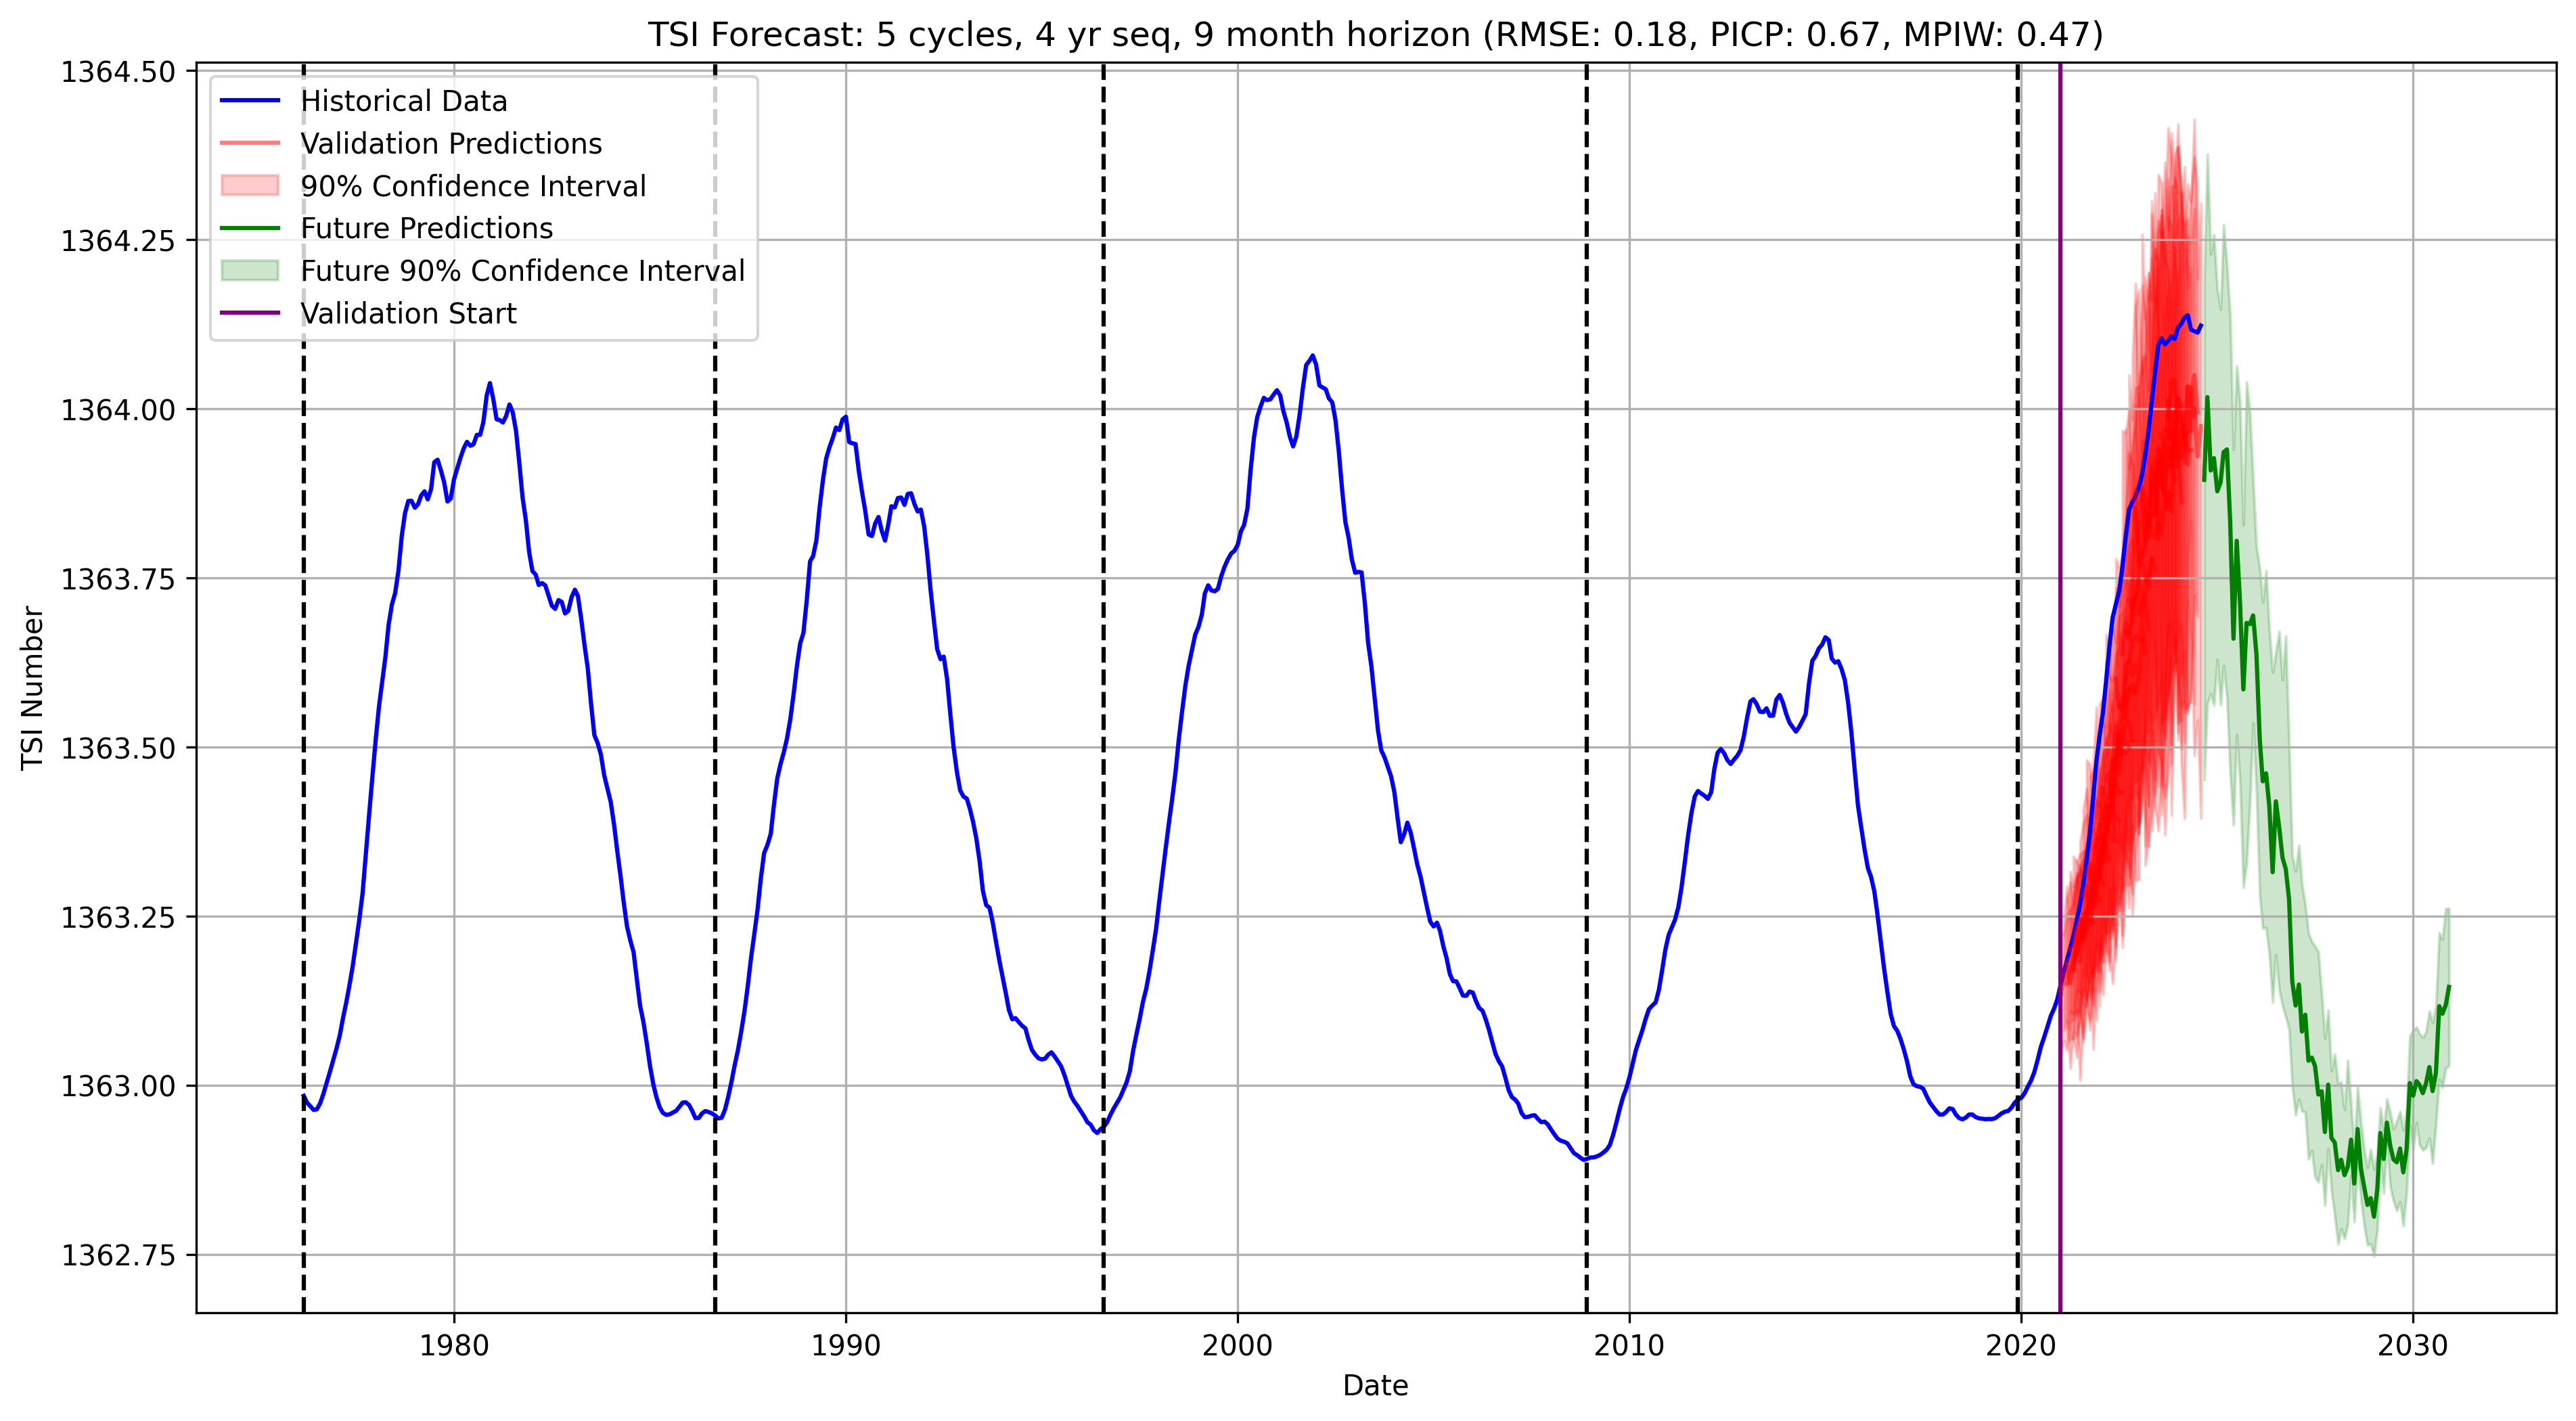 TSI Forecast: 5 cycles, 4 yr seq, 9 month horizon (RMSE: 0.18, PICP: 0.67, MPIW: 0.47)
Historical Data
Validation Predictions
90% Confidence Interval
Future Predictions
Future 90% Confidence Interval
Validation Start
TSI Number
1364.50
1364.25
1364.00
1363.75
1363.50
1363.25
1363.00
1362.75
1980
1990
2000
2010
2020
2030
Date